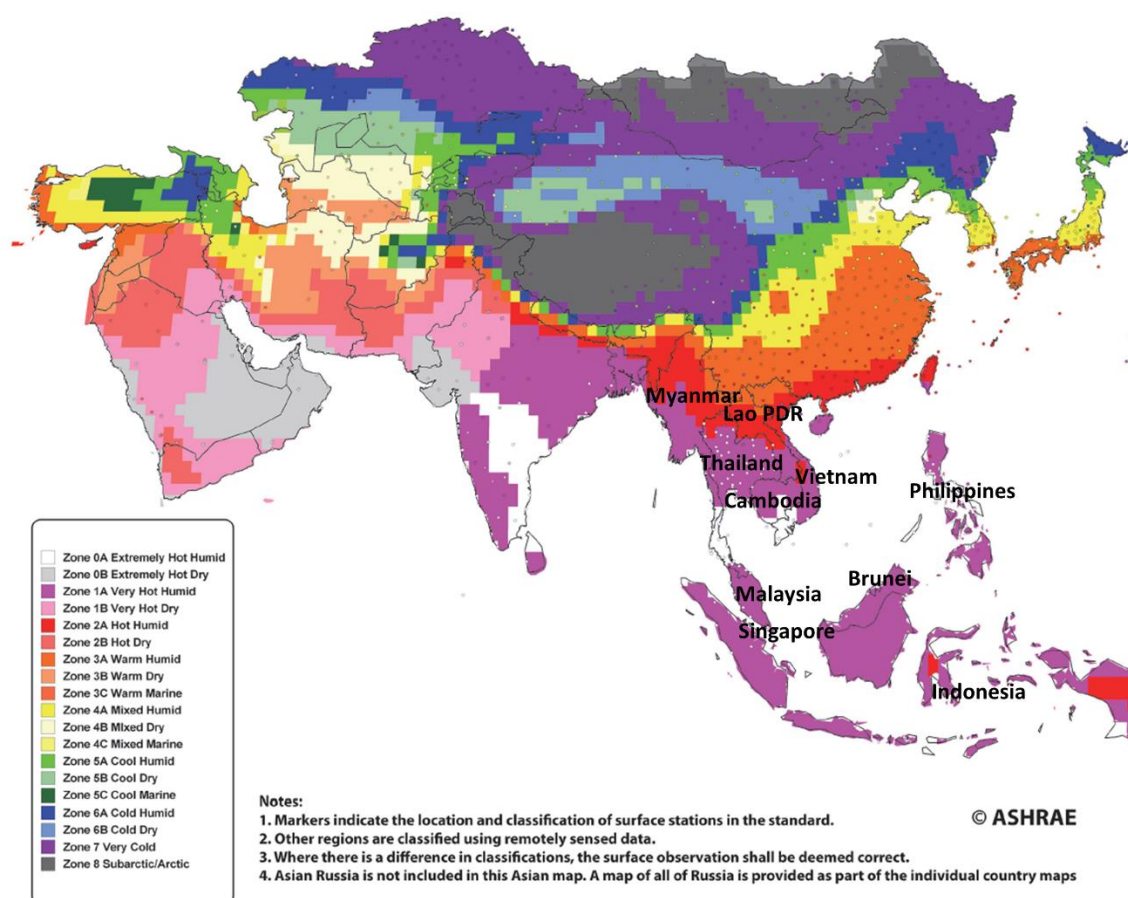 Myanmar
Lao PDR
Thailand
Vietnam
Cambodia
Philippines
Brunei
Malaysia
Singapore
Indonesia
Zone 0A Extremely Hot Humid
Zone 0B Extremely Hot Dry
Zone 1A Very Hot Humid
Zone 1B Very Hot Dry
Zone 2A Hot Humid
Zone 2B Hot Dry
Zone 3A Warm Humid
Zone 3B Warm Dry
Zone 3C Warm Marine
Zone 4A Mixed Humid
Zone 4B Mixed Dry
Zone 4C Mixed Marine
Zone 5A Cool Humid
Zone 5B Cool Dry
Zone 5C Cool Marine
Zone 6A Cold Humid
Zone 6B Cold Dry
Zone 7 Very Cold
Zone 8 Subarctic/Arctic
Notes:
1. Markers indicate the location and classification of surface stations in the standard.
2. Other regions are classified using remotely sensed data.
3. Where there is a difference in classifications, the surface observation shall be deemed correct.
4. Asian Russia is not included in this Asian map. A map of all of Russia is provided as part of the individual country maps
© ASHRAE